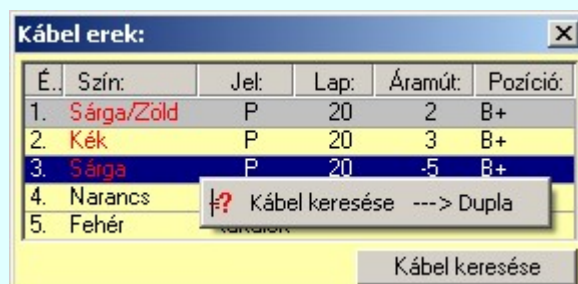 Kábel erek:
É.. Szín: Jel: Lap: Áramút: Pozíció:
1. Sárga/Zöld P 20 2 B+
2. Kék P 20 3 B+
3. Sárga P 20 -5 B+
4. Narancs
Kábel keresése ---> Dupla
5. Fehér
Kábel keresése